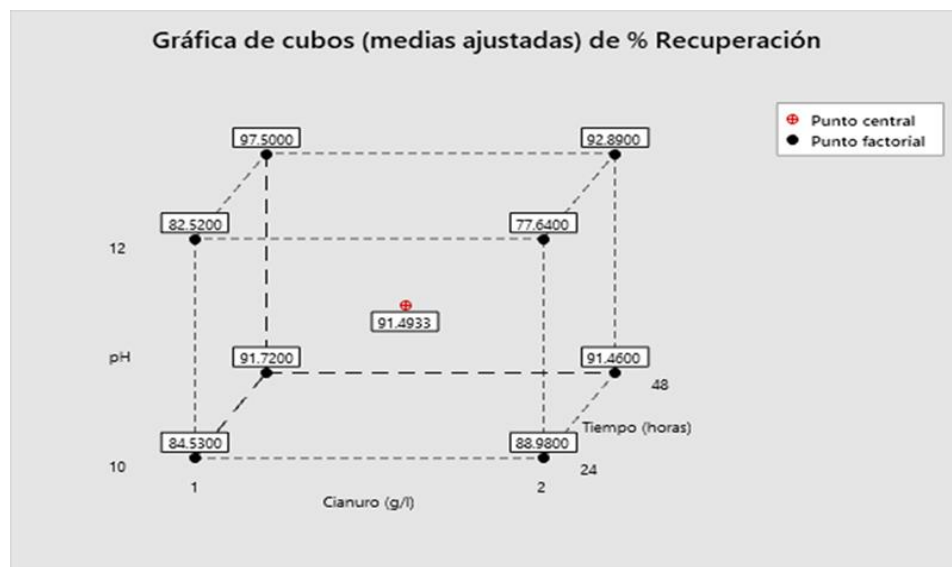 Gráfica de cubos (medias ajustadas) de % Recuperación
Punto central
Punto factorial
97.5000
92.8900
82.5200
77.6400
12
91.4933
pH
91.7200
91.4600
48
Tiempo (horas)
84.5300
88.9800
10
24
1
2
Cianuro (g/l)